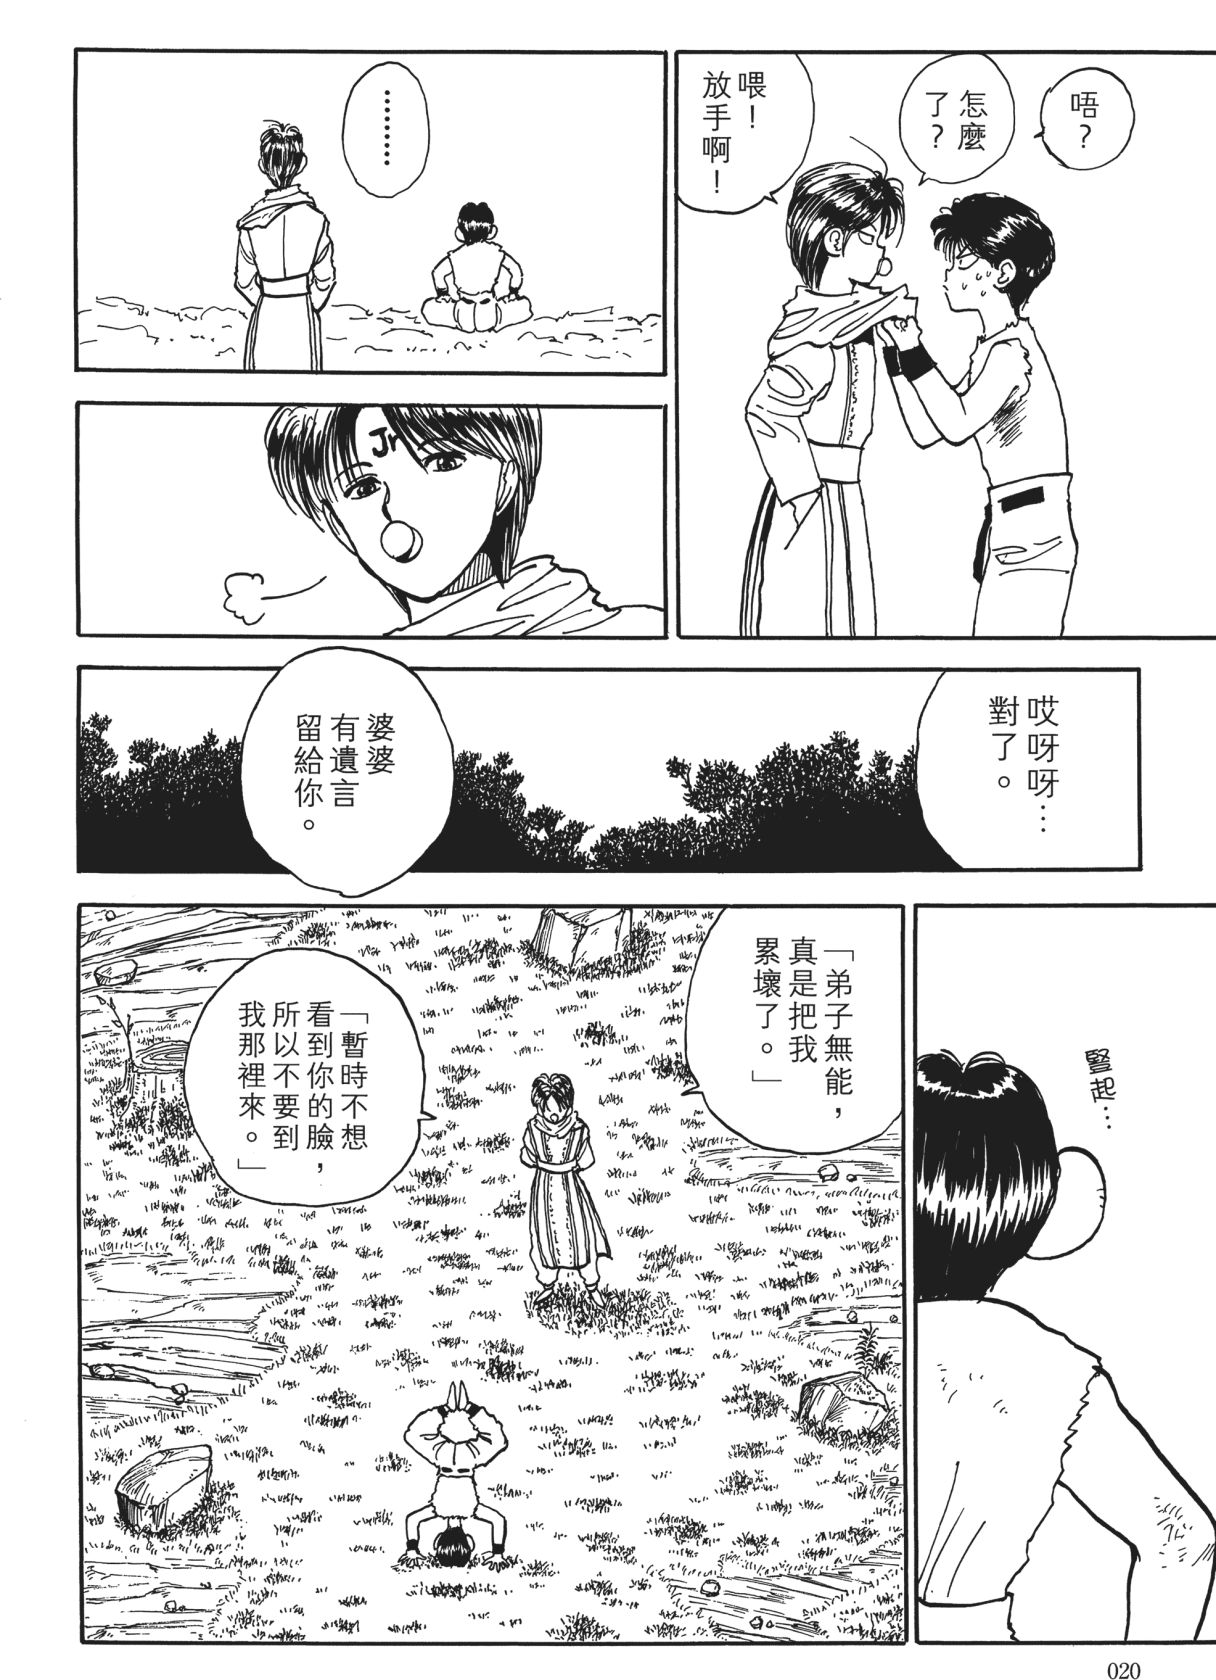 唔？
怎麼
了？
喂！
放手啊！
………
Jr
哎呀呀…
對了。
婆婆
有遺言
留給你。
豎起…
「弟子無能，
真是把我
累壞了。」
「暫時不想
看到你的臉，
所以不要到
我那裡來。」
020